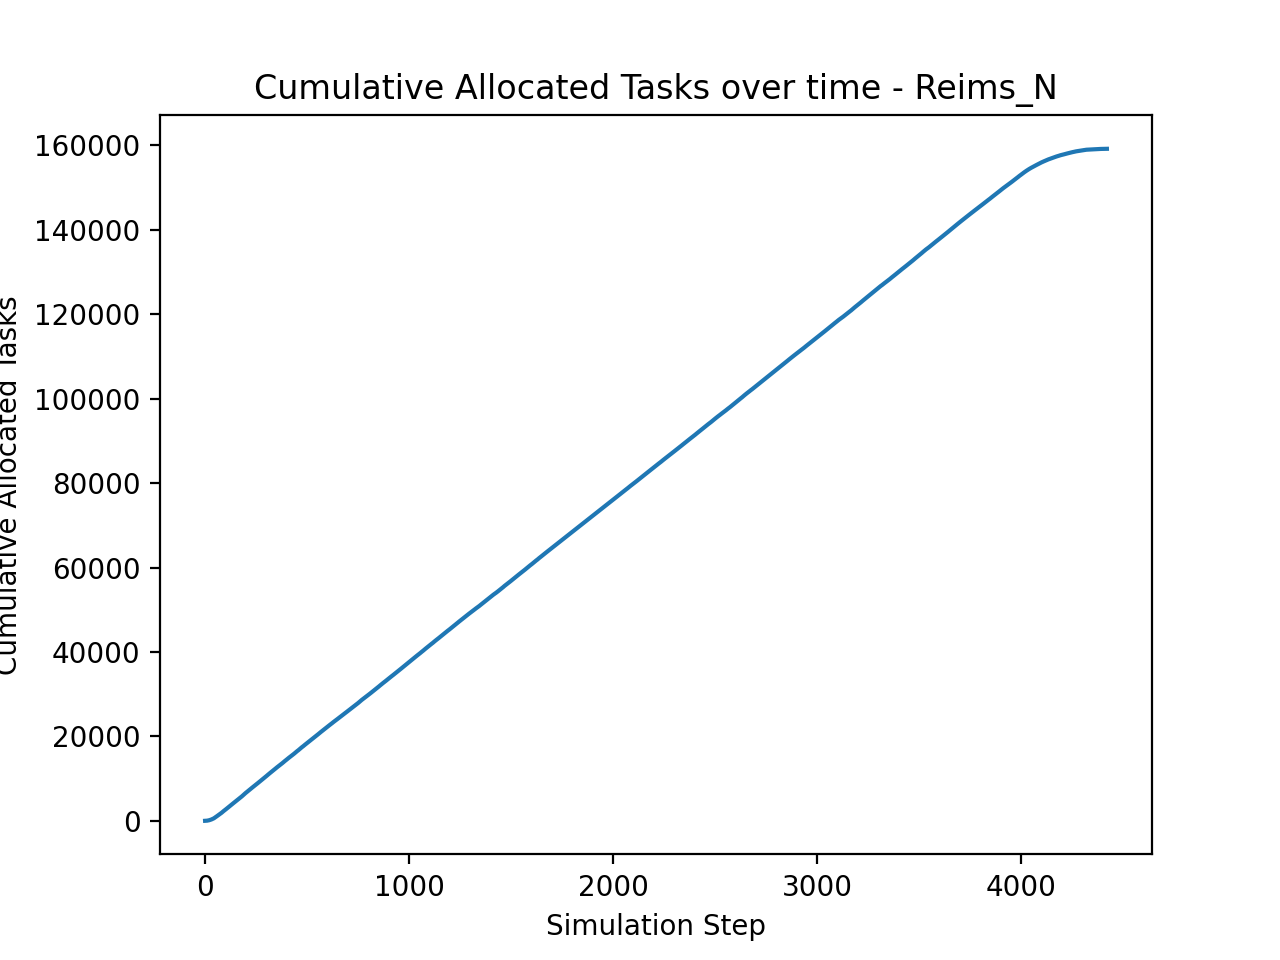 Cumulative Allocated Tasks over time - Reims_N
Cumulative Allocated Tasks
160000
140000
120000
100000
80000
60000
40000
20000
0
0 1000 2000 3000 4000
Simulation Step